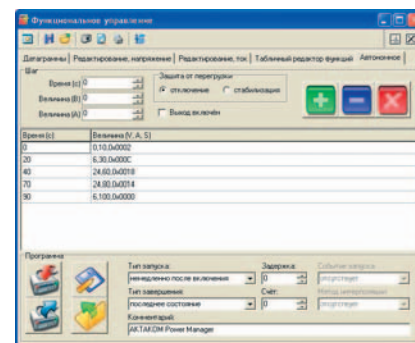 Функциональное управление
Диаграммы Редактирование, напряжение Редактирование, ток Табличный редактор функций Автономное
Шаг
Время (с) 0
Величина (В) 0
Величина (А) 0
Защита от перегрузки
отключение стабилизация
Выход включён
Время (с) Величина (V, A, S)
0 0,10,0x0002
20 6,30,0x000C
40 24,60,0x0018
70 24,80,0x0014
90 6,100,0x0000
Программа
Тип запуска: Задержка: Событие запуска
немедленно после включения 0 отсутствует
Тип завершения: Счёт: Метод интерполяции
последнее состояние 0 отсутствует
Комментарий:
AKTAKOM Power Manager